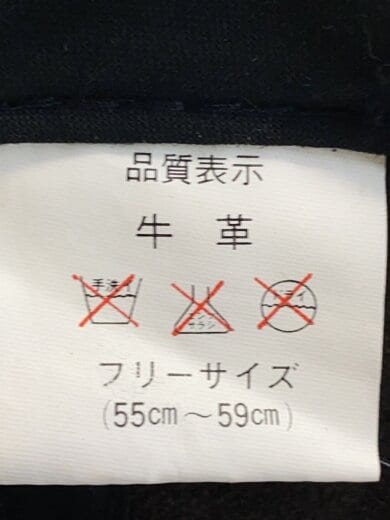 品質表示
牛革
手洗イ エンソサラシ ドライ
フリーサイズ
(55cm～59cm)